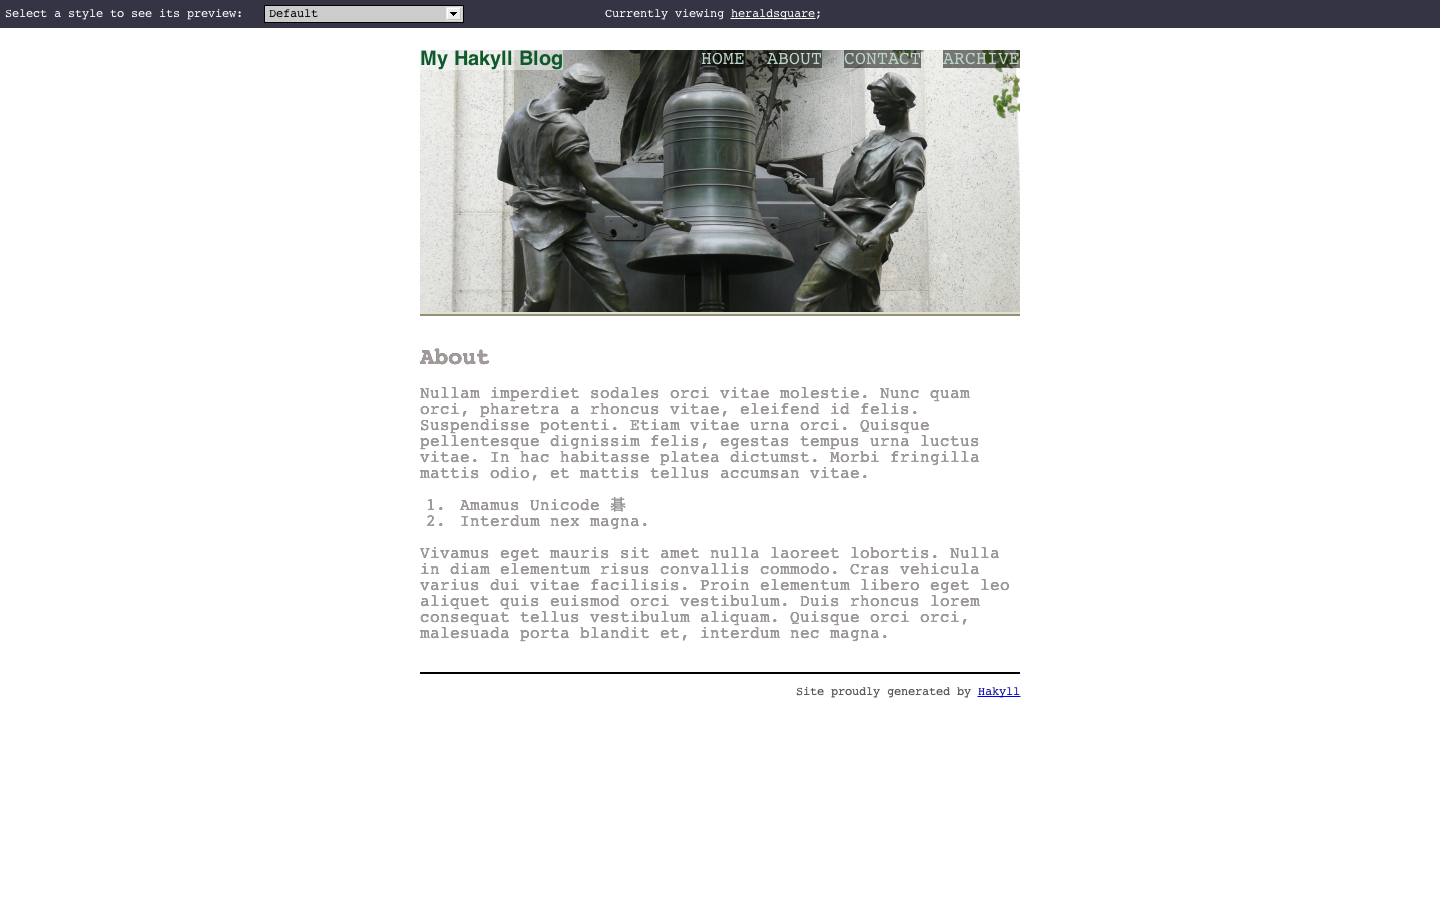 Select a style to see its preview: Default Currently viewing heraldsquare;
My Hakyll Blog HOME ABOUT CONTACT ARCHIVE
About
Nullam imperdiet sodales orci vitae molestie. Nunc quam
orci, pharetra a rhoncus vitae, eleifend id felis.
Suspendisse potenti. Etiam vitae urna orci. Quisque
pellentesque dignissim felis, egestas tempus urna luctus
vitae. In hac habitasse platea dictumst. Morbi fringilla
mattis odio, et mattis tellus accumsan vitae.
1. Amamus Unicode 碁
2. Interdum nex magna.
Vivamus eget mauris sit amet nulla laoreet lobortis. Nulla
in diam elementum risus convallis commodo. Cras vehicula
varius dui vitae facilisis. Proin elementum libero eget leo
aliquet quis euismod orci vestibulum. Duis rhoncus lorem
consequat tellus vestibulum aliquam. Quisque orci orci,
malesuada porta blandit et, interdum nec magna.
Site proudly generated by Hakyll